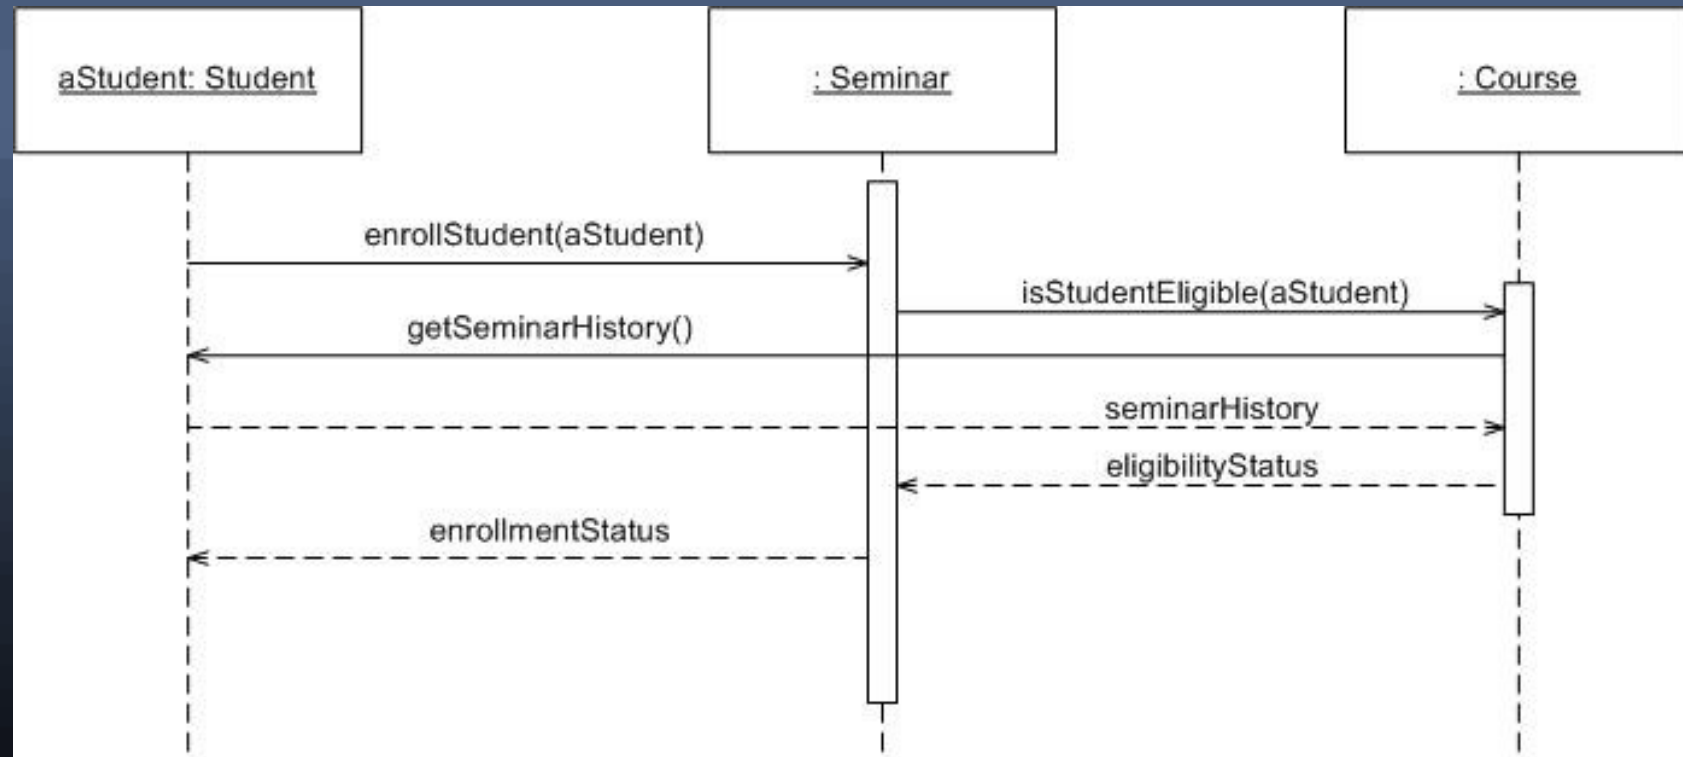 aStudent: Student
: Seminar
: Course
enrollStudent(aStudent)
isStudentEligible(aStudent)
getSeminarHistory()
seminarHistory
eligibilityStatus
enrollmentStatus